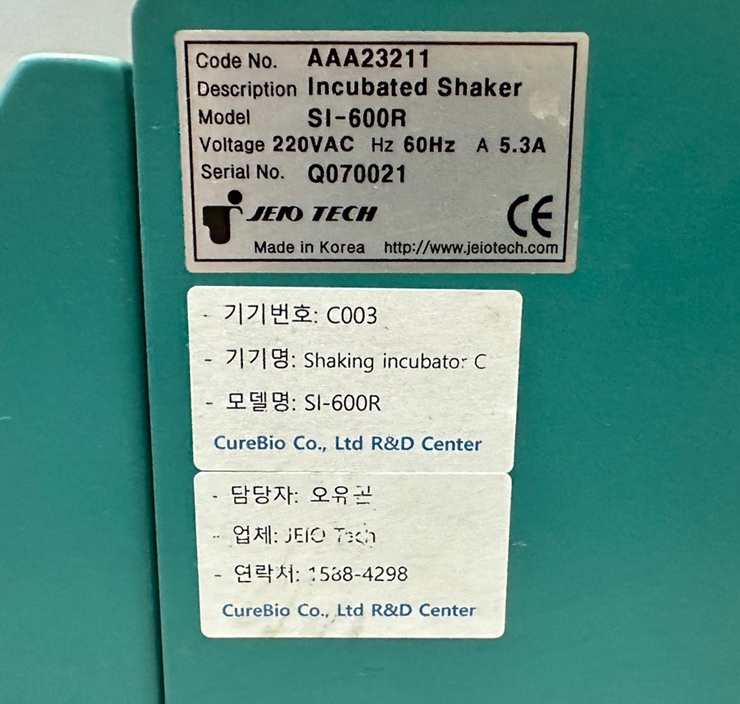 Code No. AAA23211
Description Incubated Shaker
Model SI-600R
Voltage 220VAC Hz 60Hz A 5.3A
Serial No. Q070021
JEIO TECH CE
Made in Korea http://www.jeiotech.com
- 기기번호: C003
- 기기명: Shaking incubator C
- 모델명: SI-600R
CureBio Co., Ltd R&D Center
- 담당자:
- 업체: JEIO Tech
- 연락처: 1588-4298
CureBio Co., Ltd R&D Center